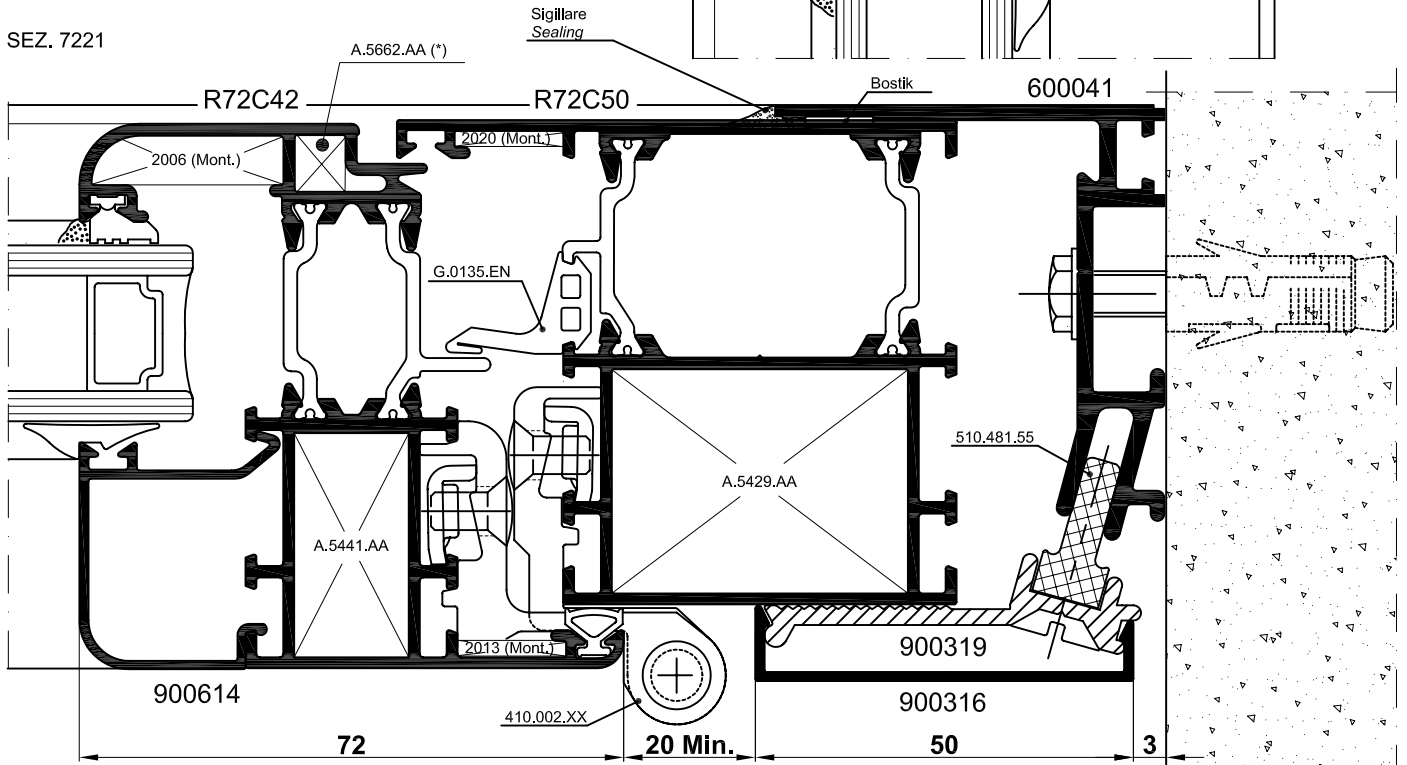 Sigillare
Sealing
SEZ. 7221
A.5662.AA (*)
R72C42
R72C50
Bostik
600041
2006 (Mont.)
2020 (Mont.)
G.0135.EN
510.481.55
A.5429.AA
A.5441.AA
2013 (Mont.)
900319
900614
900316
410.002.XX
72
20 Min.
50
3